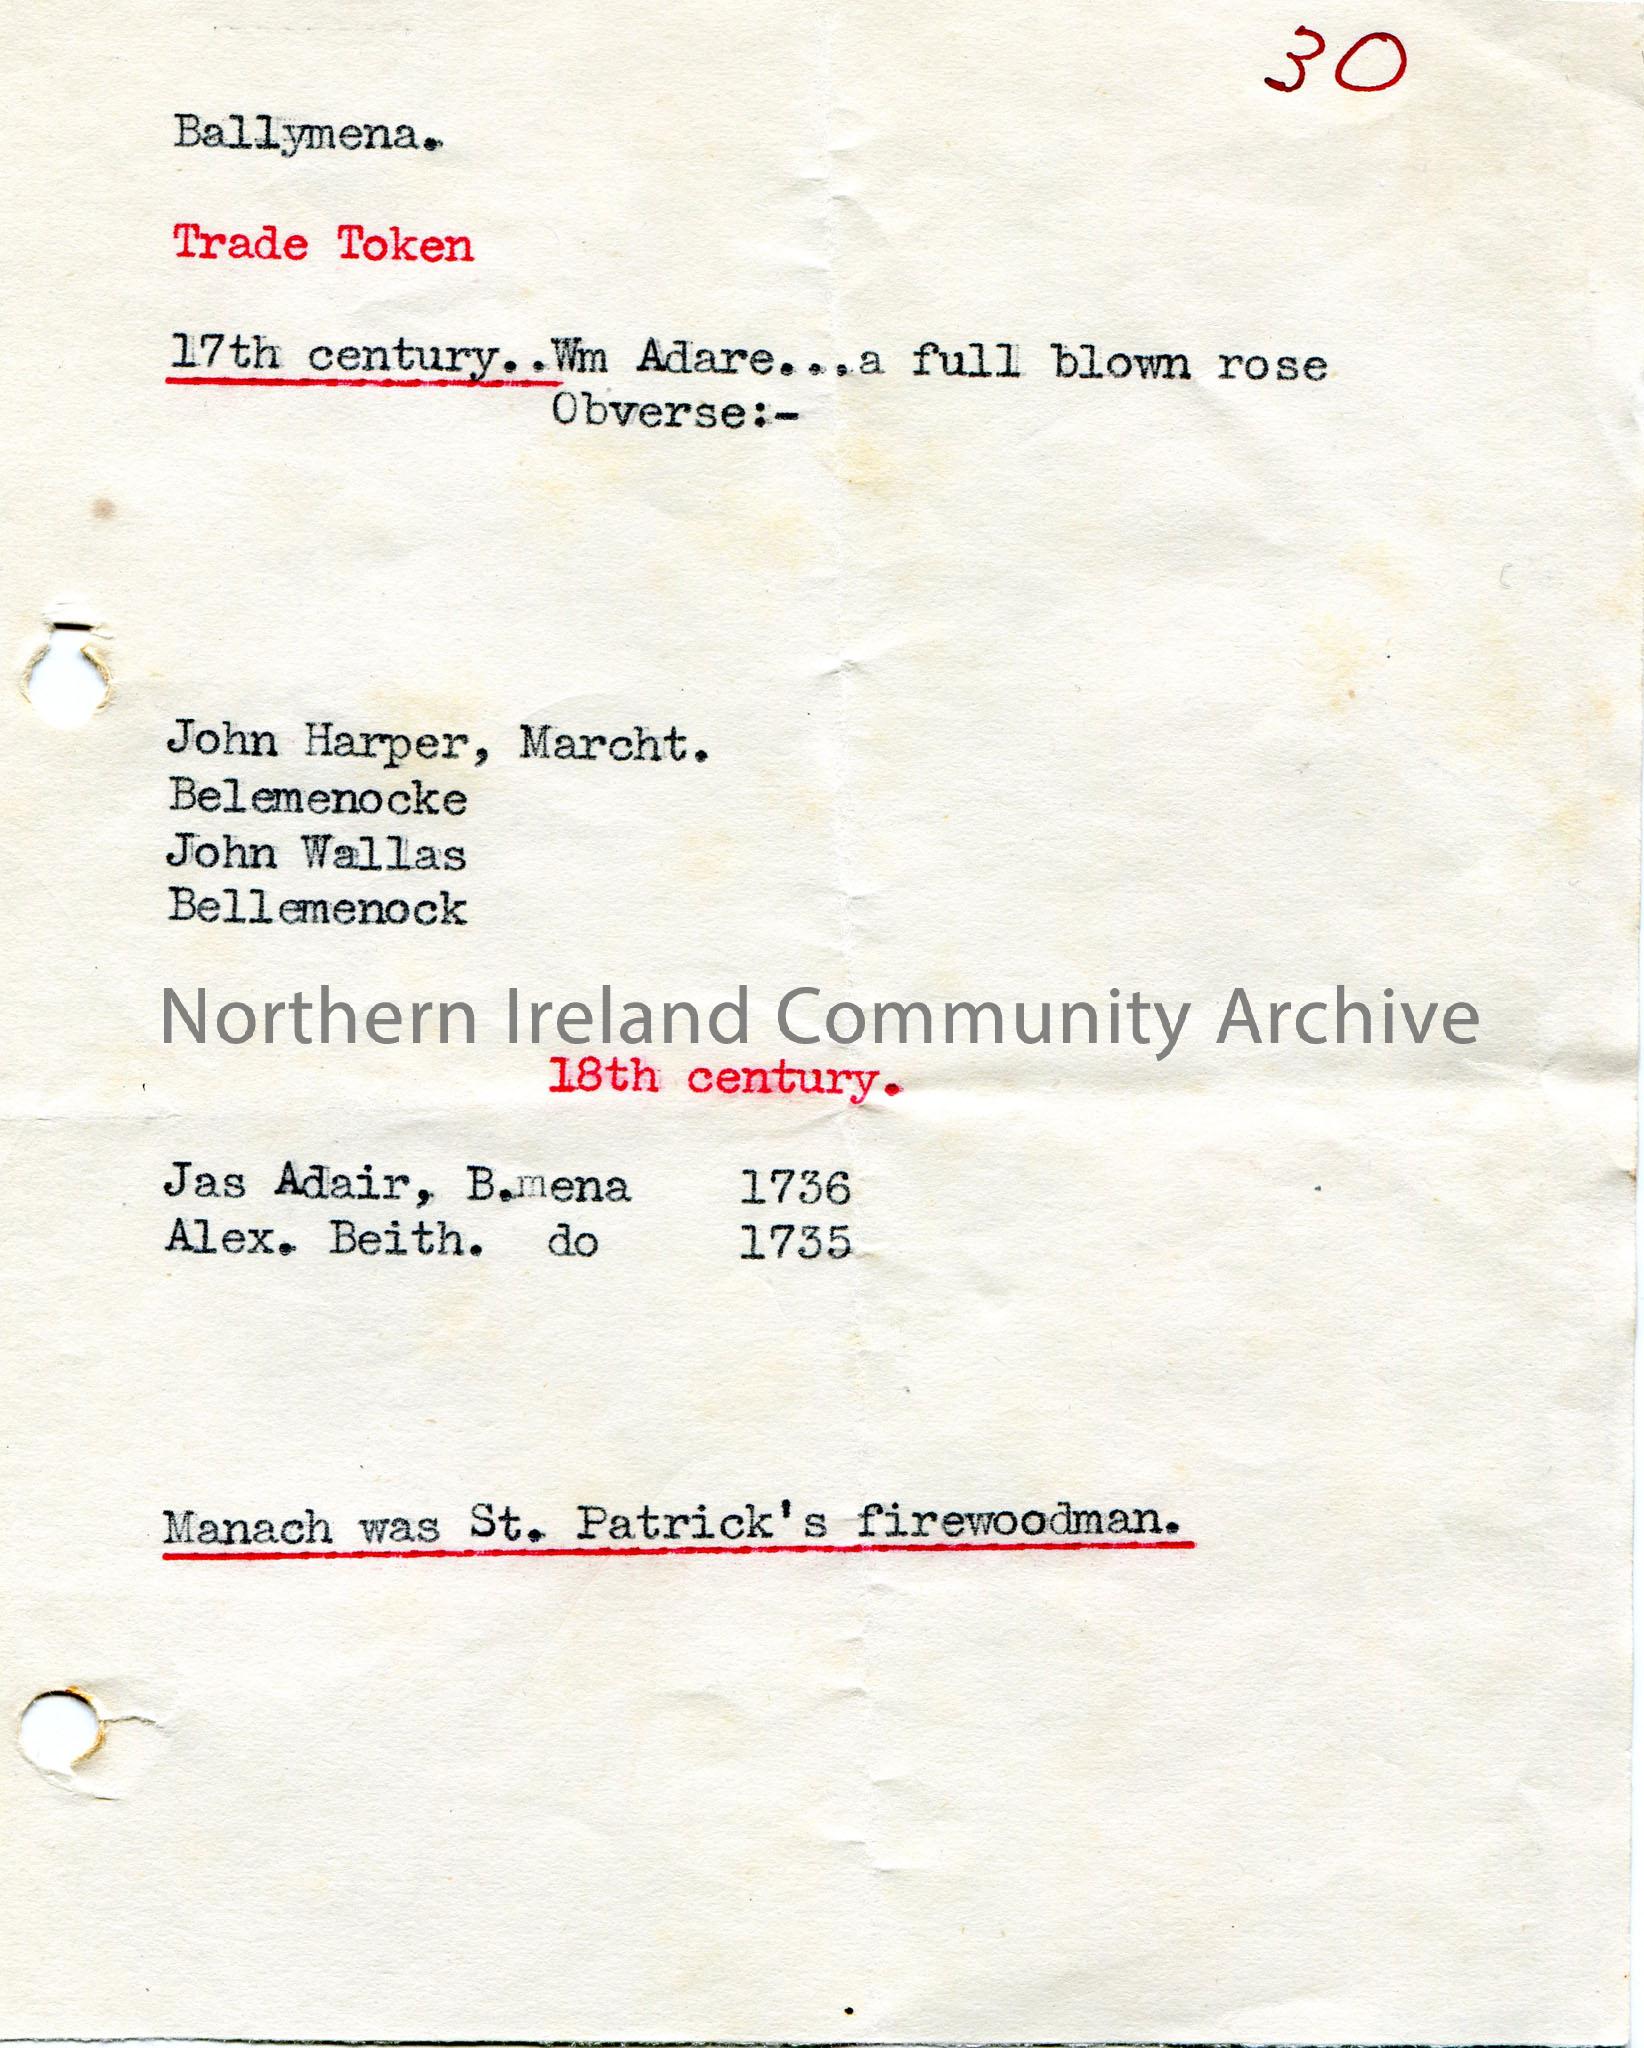 30
Ballymena.
Trade Token
17th century..Wm Adare...a full blown rose
Obverse:-
John Harper, Marcht.
Belemenocke
John Wallas
Bellemenock
Northern Ireland Community Archive
18th century.
Jas Adair, B.mena 1736
Alex. Beith. do 1735
Manach was St. Patrick's firewoodman.